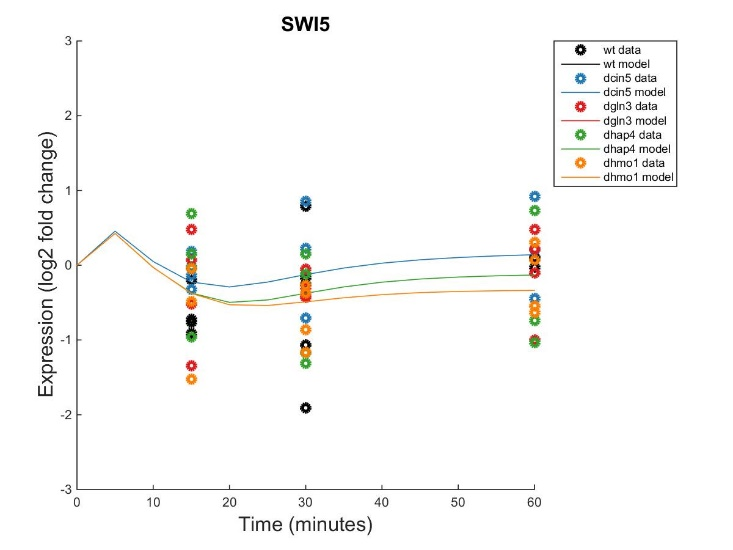 SWI5
3
2
1
0
-1
-2
-3
Expression (log2 fold change)
0 10 20 30 40 50 60
Time (minutes)
wt data
wt model
dcin5 data
dcin5 model
dgln3 data
dgln3 model
dhap4 data
dhap4 model
dhmo1 data
dhmo1 model